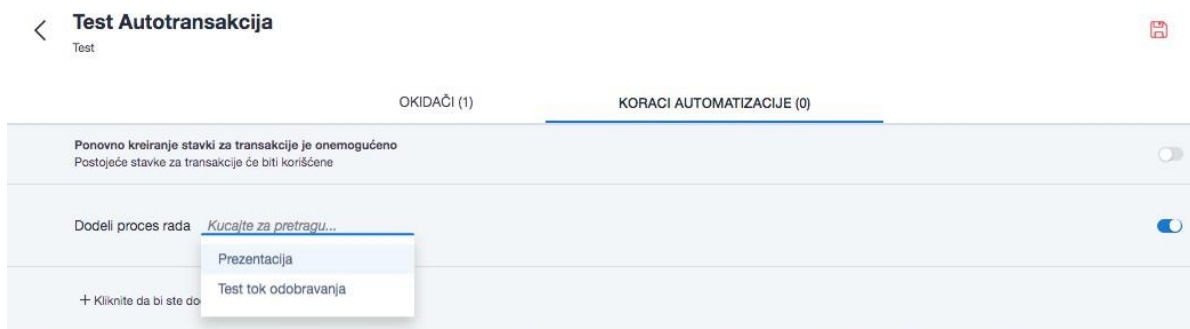 Test Autotransakcija
Test
OKIDAČI (1)
KORACI AUTOMATIZACIJE (0)
Ponovno kreiranje stavki za transakcije je onemogućeno
Postojeće stavke za transakcije će biti korišćene
Dodeli proces rada Kucajte za pretragu...
Prezentacija
Test tok odobravanja
+ Kliknite da bi ste